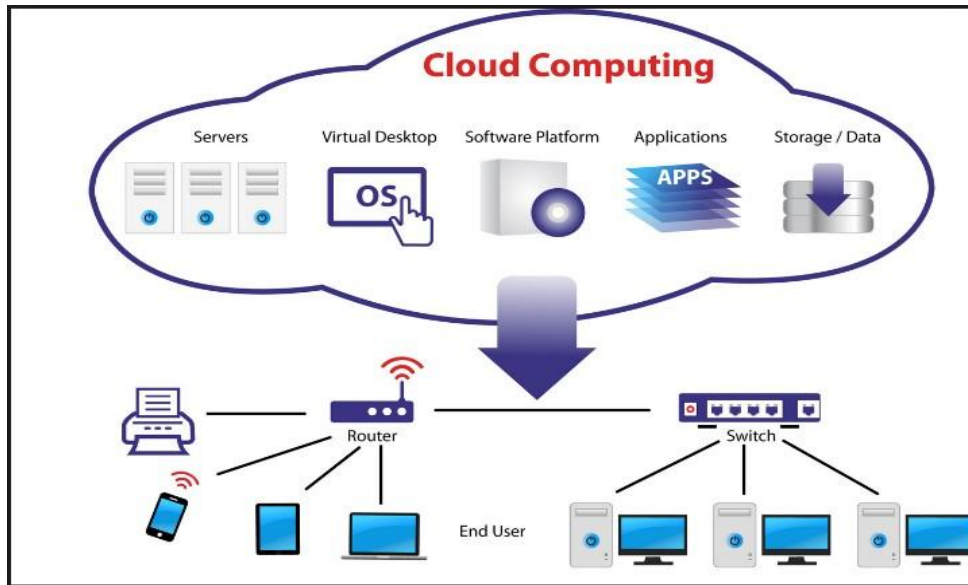 Cloud Computing
Servers
Virtual Desktop
Software Platform
Applications
Storage / Data
OS
APPS
Router
Switch
End User